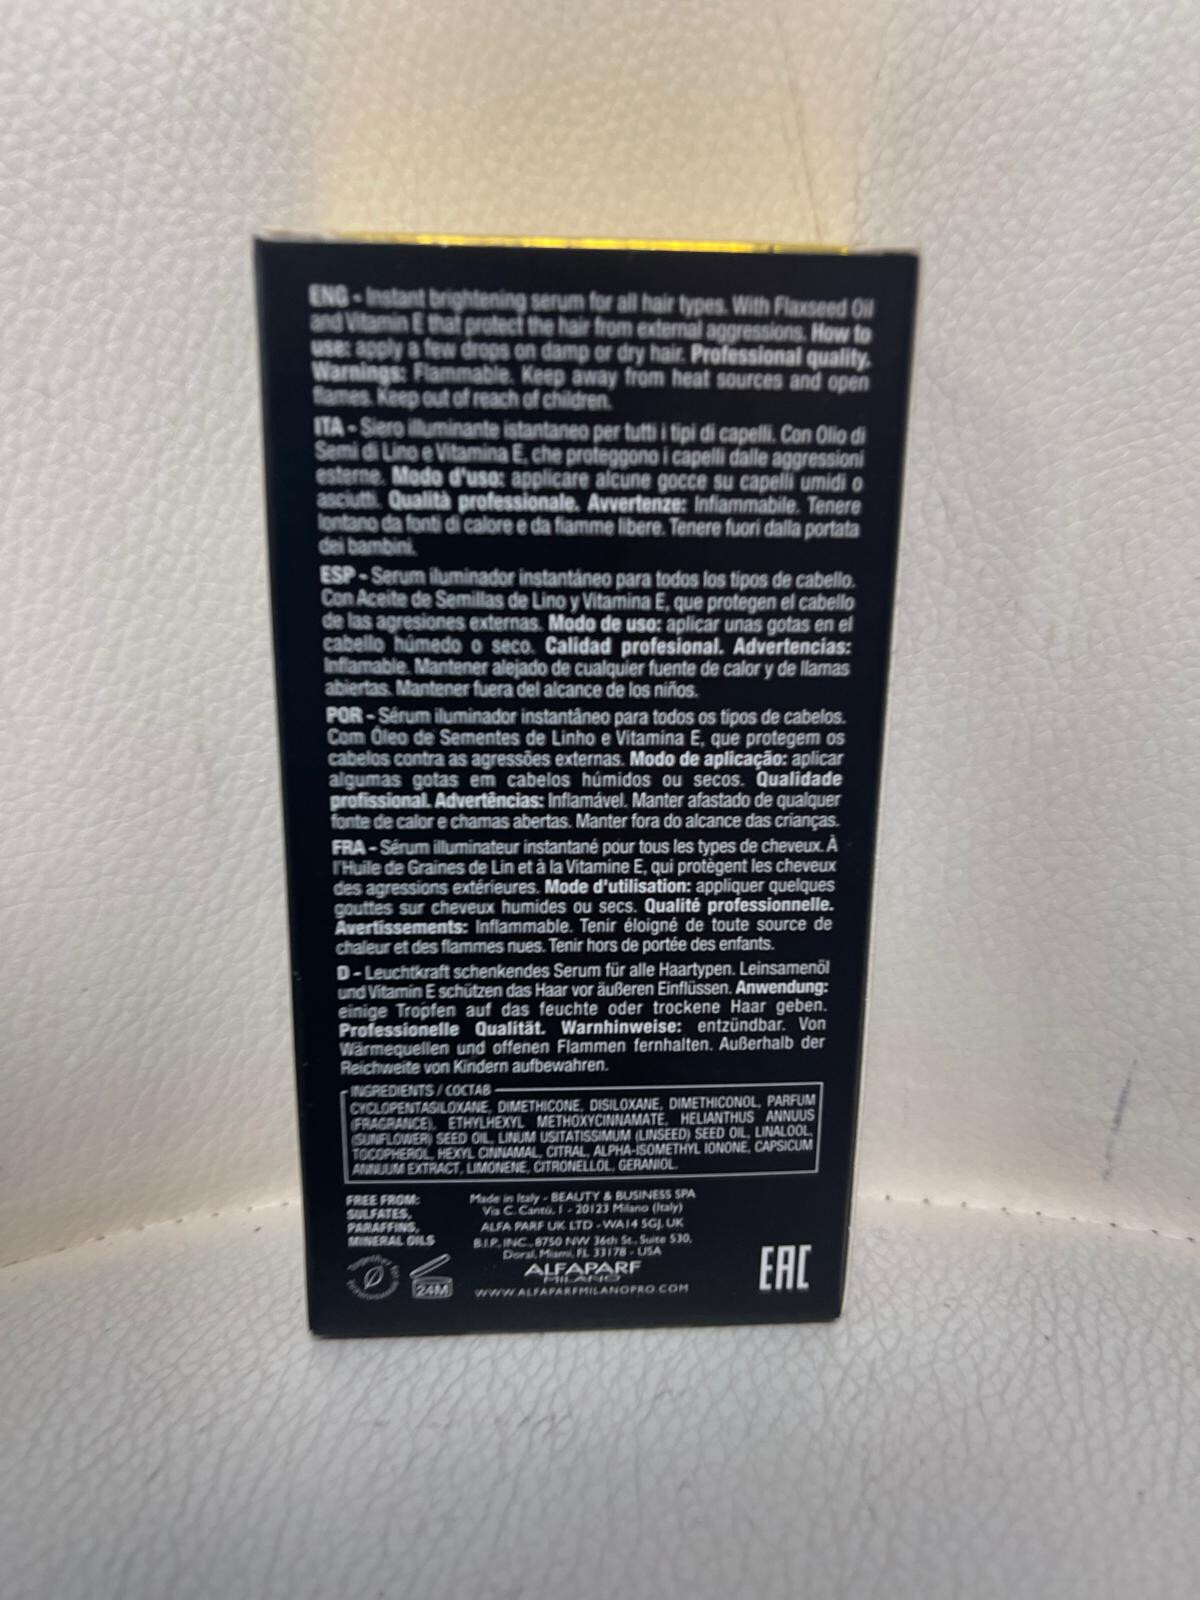 ENG - Instant brightening serum for all hair types. With Flaxseed Oil
and Vitamin E that protect the hair from external aggressions. How to
use: apply a few drops on damp or dry hair. Professional quality.
Warnings: Flammable. Keep away from heat sources and open
flames. Keep out of reach of children.
ITA - Siero illuminante istantaneo per tutti i tipi di capelli. Con Olio di
Semi di Lino e Vitamina E, che proteggono i capelli dalle aggressioni
esterne. Modo d'uso: applicare alcune gocce su capelli umidi o
asciutti. Qualità professionale. Avvertenze: Infiammabile. Tenere
lontano da fonti di calore e da fiamme libere. Tenere fuori dalla portata
dei bambini.
ESP - Serum iluminador instantáneo para todos los tipos de cabello.
Con Aceite de Semillas de Lino y Vitamina E, que protegen el cabello
de las agresiones externas. Modo de uso: aplicar unas gotas en el
cabello húmedo o seco. Calidad profesional. Advertencias:
Inflamable. Mantener alejado de cualquier fuente de calor y de llamas
abiertas. Mantener fuera del alcance de los niños.
POR - Sérum iluminador instantâneo para todos os tipos de cabelos.
Com Óleo de Sementes de Linho e Vitamina E, que protegem os
cabelos contra as agressões externas. Modo de aplicação: aplicar
algumas gotas em cabelos húmidos ou secos. Qualidade
profissional. Advertências: Inflamável. Manter afastado de qualquer
fonte de calor e chamas abertas. Manter fora do alcance das crianças.
FRA - Sérum illuminateur instantané pour tous les types de cheveux. À
l'Huile de Graines de Lin et à la Vitamine E, qui protègent les cheveux
des agressions extérieures. Mode d'utilisation: appliquer quelques
gouttes sur cheveux humides ou secs. Qualité professionnelle.
Avertissements: Inflammable. Tenir éloigné de toute source de
chaleur et des flammes nues. Tenir hors de portée des enfants.
D - Leuchtkraft schenkendes Serum für alle Haartypen. Leinsamenöl
und Vitamin E schützen das Haar vor äußeren Einflüssen. Anwendung:
einige Tropfen auf das feuchte oder trockene Haar geben.
Professionelle Qualität. Warnhinweise: entzündbar. Von
Wärmequellen und offenen Flammen fernhalten. Außerhalb der
Reichweite von Kindern aufbewahren.
INGREDIENTS / COCTAB
CYCLOPENTASILOXANE, DIMETHICONE, DISILOXANE, DIMETHICONOL, PARFUM
(FRAGRANCE), ETHYLHEXYL METHOXYCINNAMATE, HELIANTHUS ANNUUS
(SUNFLOWER) SEED OIL, LINUM USITATISSIMUM (LINSEED) SEED OIL, LINALOOL,
TOCOPHEROL, HEXYL CINNAMAL, CITRAL, ALPHA-ISOMETHYL IONONE, CAPSICUM
ANNUUM EXTRACT, LIMONENE, CITRONELLOL, GERANIOL.
FREE FROM:
SULFATES,
PARAFFINS,
MINERAL OILS
Made in Italy - BEAUTY & BUSINESS SPA
Via C. Cantù, 1 - 20123 Milano (Italy)
ALFA PARF UK LTD - WA14 5GJ, UK
B.I.P., INC., 8750 NW 36th St., Suite 530,
Doral, Miami, FL 33178 - USA
ALFAPARF
MILANO
WWW.ALFAPARFMILANOPRO.COM
24M
EAC